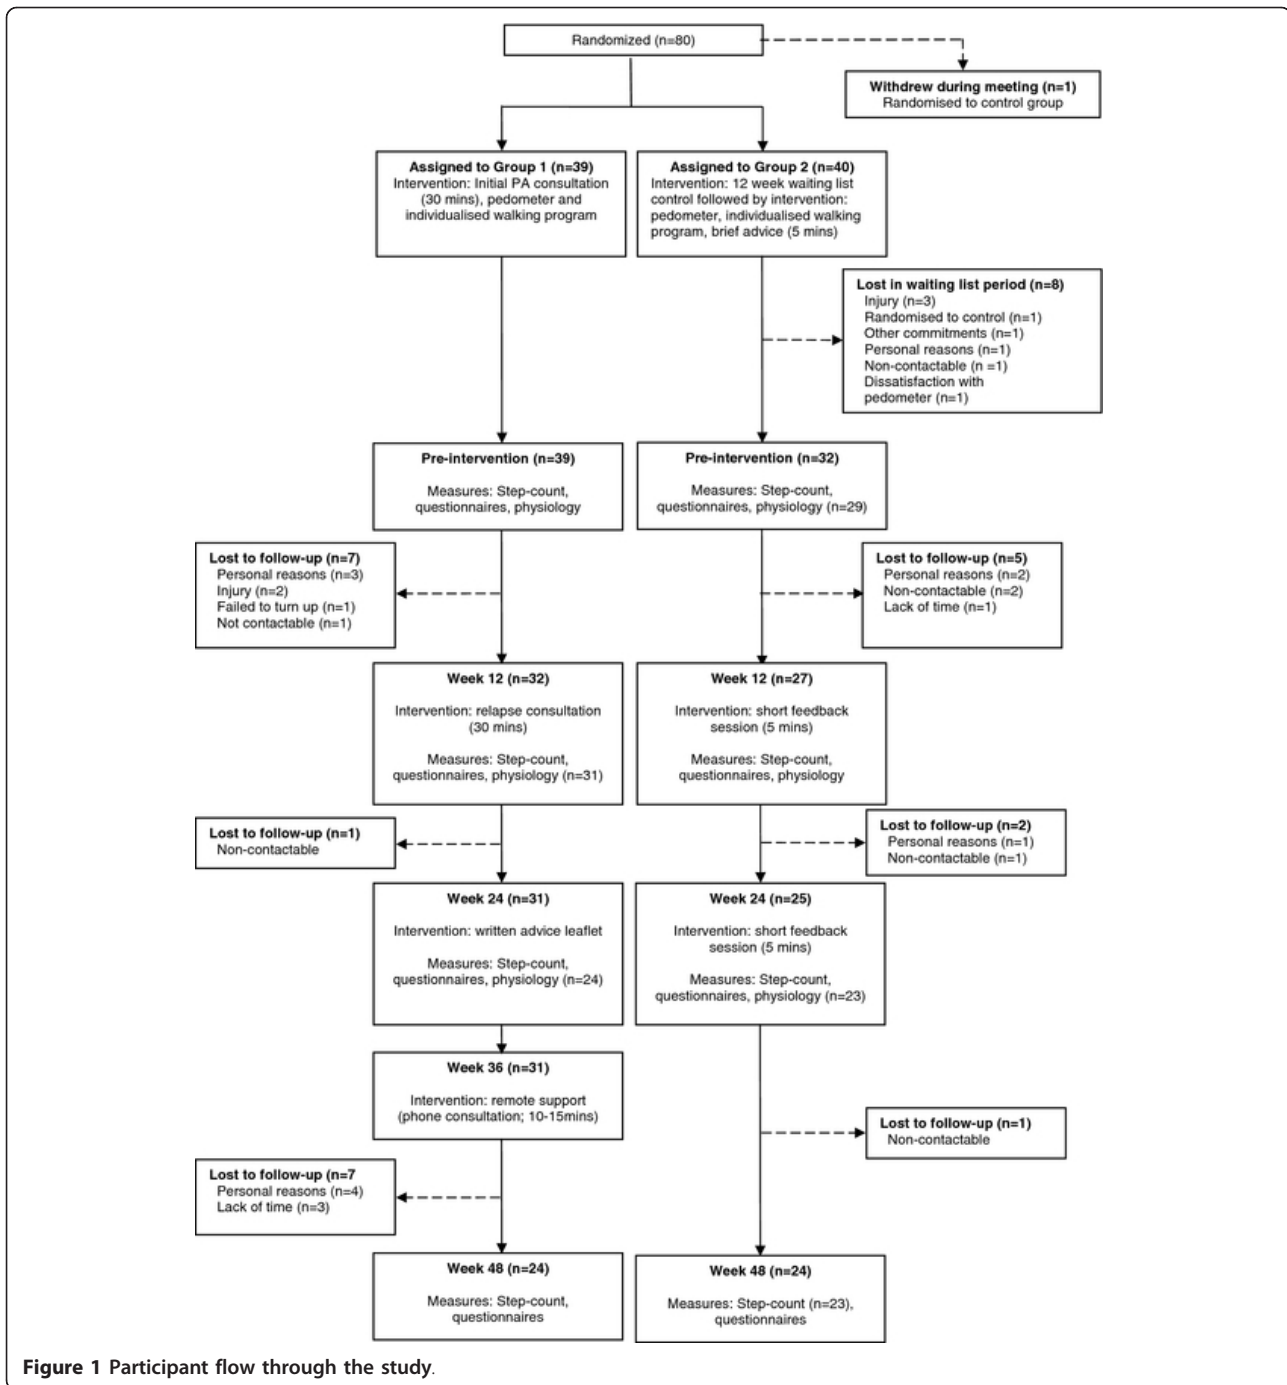 Randomized (n=80)
Withdrew during meeting (n=1)
Randomised to control group
Assigned to Group 1 (n=39)
Intervention: Initial PA consultation
(30 mins), pedometer and
individualised walking program
Assigned to Group 2 (n=40)
Intervention: 12 week waiting list
control followed by intervention:
pedometer, individualised walking
program, brief advice (5 mins)
Lost in waiting list period (n=8)
Injury (n=3)
Randomised to control (n=1)
Other commitments (n=1)
Personal reasons (n=1)
Non-contactable (n =1)
Dissatisfaction with
pedometer (n=1)
Pre-intervention (n=39)
Measures: Step-count,
questionnaires, physiology
Pre-intervention (n=32)
Measures: Step-count,
questionnaires, physiology (n=29)
Lost to follow-up (n=7)
Personal reasons (n=3)
Injury (n=2)
Failed to turn up (n=1)
Not contactable (n=1)
Lost to follow-up (n=5)
Personal reasons (n=2)
Non-contactable (n=2)
Lack of time (n=1)
Week 12 (n=32)
Intervention: relapse consultation
(30 mins)
Measures: Step-count,
questionnaires, physiology (n=31)
Week 12 (n=27)
Intervention: short feedback
session (5 mins)
Measures: Step-count,
questionnaires, physiology
Lost to follow-up (n=1)
Non-contactable
Lost to follow-up (n=2)
Personal reasons (n=1)
Non-contactable (n=1)
Week 24 (n=31)
Intervention: written advice leaflet
Measures: Step-count,
questionnaires, physiology (n=24)
Week 24 (n=25)
Intervention: short feedback
session (5 mins)
Measures: Step-count,
questionnaires, physiology (n=23)
Week 36 (n=31)
Intervention: remote support
(phone consultation; 10-15mins)
Lost to follow-up (n=1)
Non-contactable
Lost to follow-up (n=7
Personal reasons (n=4)
Lack of time (n=3)
Week 48 (n=24)
Measures: Step-count,
questionnaires
Week 48 (n=24)
Measures: Step-count (n=23),
questionnaires
Figure 1 Participant flow through the study.